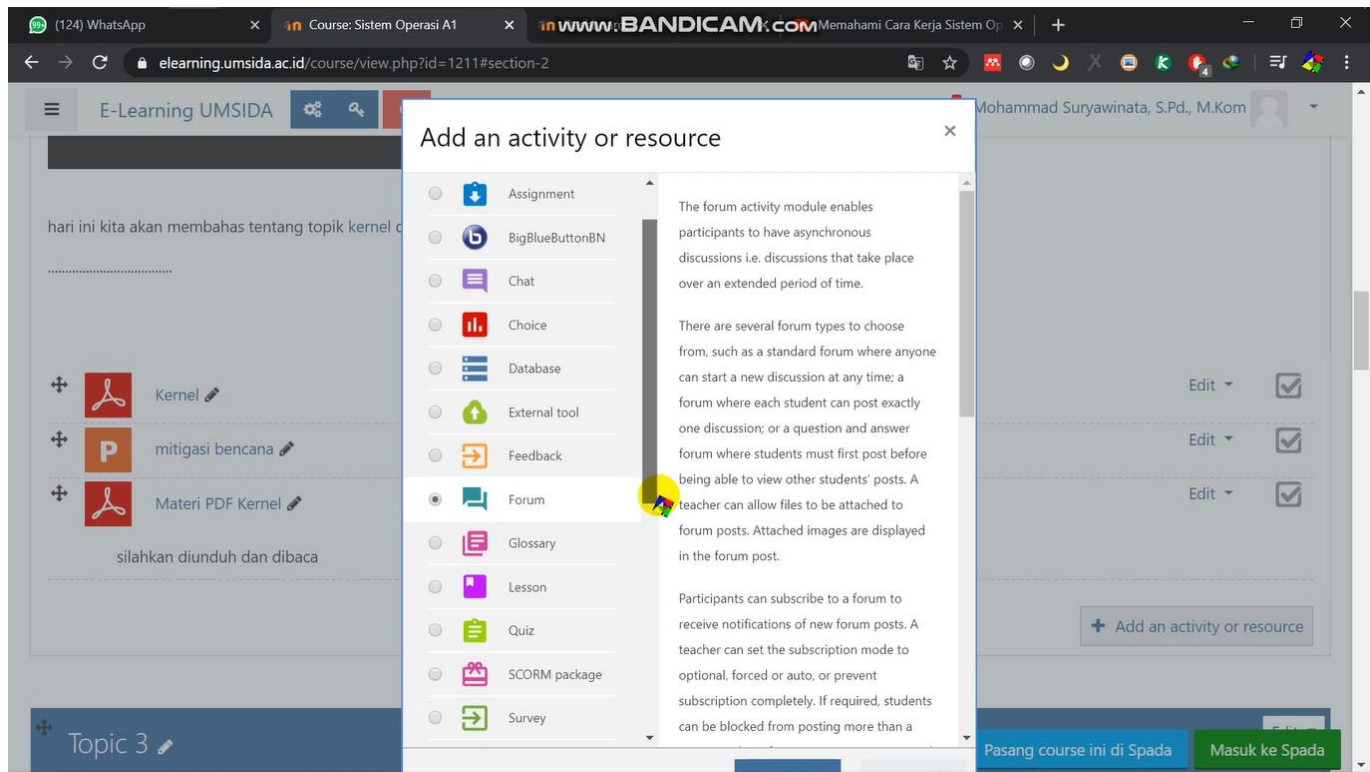 (124) WhatsApp
Course: Sistem Operasi A1
www.BANDICAM.com
Memahami Cara Kerja Sistem Op
elearning.umsida.ac.id/course/view.php?id=1211#section-2
E-Learning UMSIDA
Mohammad Suryawinata, S.Pd., M.Kom
hari ini kita akan membahas tentang topik kernel
Kernel
Edit
mitigasi bencana
Edit
Materi PDF Kernel
Edit
silahkan diunduh dan dibaca
+ Add an activity or resource
Topic 3
Pasang course ini di Spada
Masuk ke Spada
Add an activity or resource
Assignment
BigBlueButtonBN
Chat
Choice
Database
External tool
Feedback
Forum
Glossary
Lesson
Quiz
SCORM package
Survey
The forum activity module enables
participants to have asynchronous
discussions i.e. discussions that take place
over an extended period of time.
There are several forum types to choose
from, such as a standard forum where anyone
can start a new discussion at any time; a
forum where each student can post exactly
one discussion; or a question and answer
forum where students must first post before
being able to view other students' posts. A
teacher can allow files to be attached to
forum posts. Attached images are displayed
in the forum post.
Participants can subscribe to a forum to
receive notifications of new forum posts. A
teacher can set the subscription mode to
optional, forced or auto, or prevent
subscription completely. If required, students
can be blocked from posting more than a